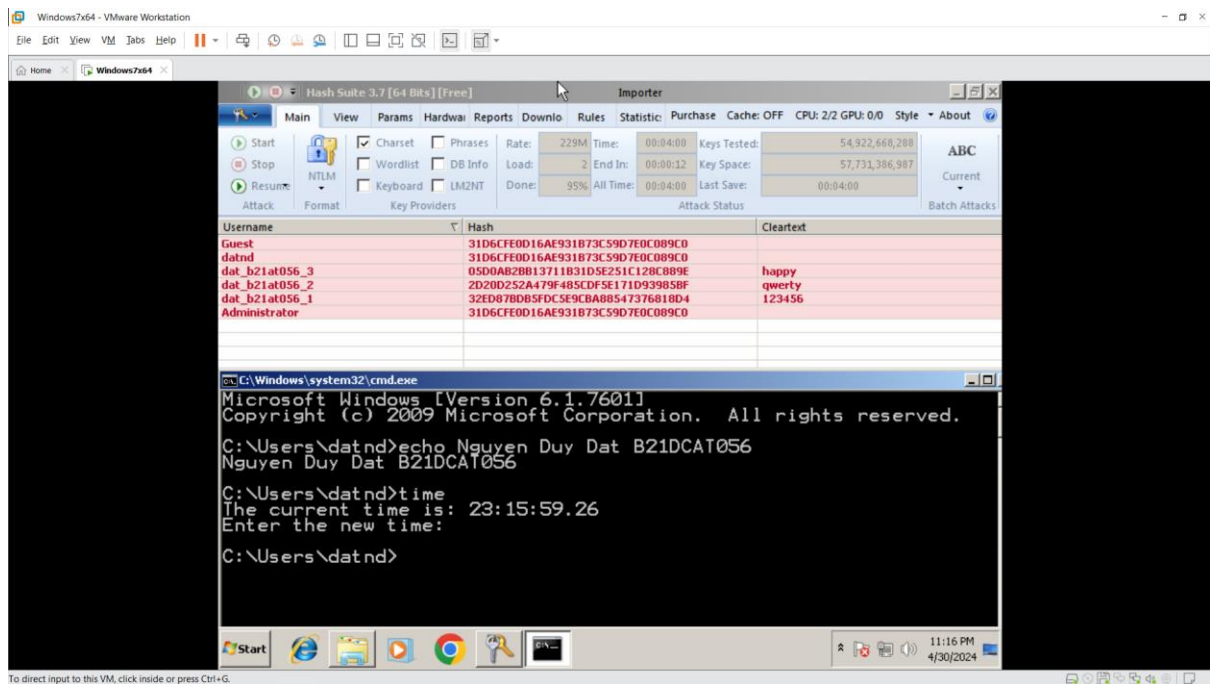 Windows7x64 - VMware Workstation
File Edit View VM Tabs Help
Home Windows7x64
Hash Suite 3.7 [64 Bits] [Free] Importer
Main View Params Hardwai Reports Downlo Rules Statistic Purchase Cache: OFF CPU: 2/2 GPU: 0/0 Style About
Start Charset Phrases Rate: 229M Time: 00:04:00 Keys Tested: 54,922,668,288 ABC
Stop NTLM Wordlist DB Info Load: 2 End In: 00:00:12 Key Space: 57,731,386,987 Current
Resume Keyboard LM2NT Done: 95% All Time: 00:04:00 Last Save: 00:04:00
Attack Format Key Providers Attack Status Batch Attacks
Username Hash Cleartext
Guest 31D6CFE0D16AE931B73C59D7E0C089C0
datnd 31D6CFE0D16AE931B73C59D7E0C089C0
dat_b21at056_3 05D0AB2BB13711B31D5E251C128C889E happy
dat_b21at056_2 2D20D252A479F485CDF5E171D93985BF qwerty
dat_b21at056_1 32ED87BDB5FDC5E9CBA88547376818D4 123456
Administrator 31D6CFE0D16AE931B73C59D7E0C089C0
C:\Windows\system32\cmd.exe
Microsoft Windows [Version 6.1.7601]
Copyright (c) 2009 Microsoft Corporation. All rights reserved.
C:\Users\datnd>echo Nguyen Duy Dat B21DCAT056
Nguyen Duy Dat B21DCAT056
C:\Users\datnd>time
The current time is: 23:15:59.26
Enter the new time:
C:\Users\datnd>
Start 11:16 PM
4/30/2024
To direct input to this VM, click inside or press Ctrl+G.